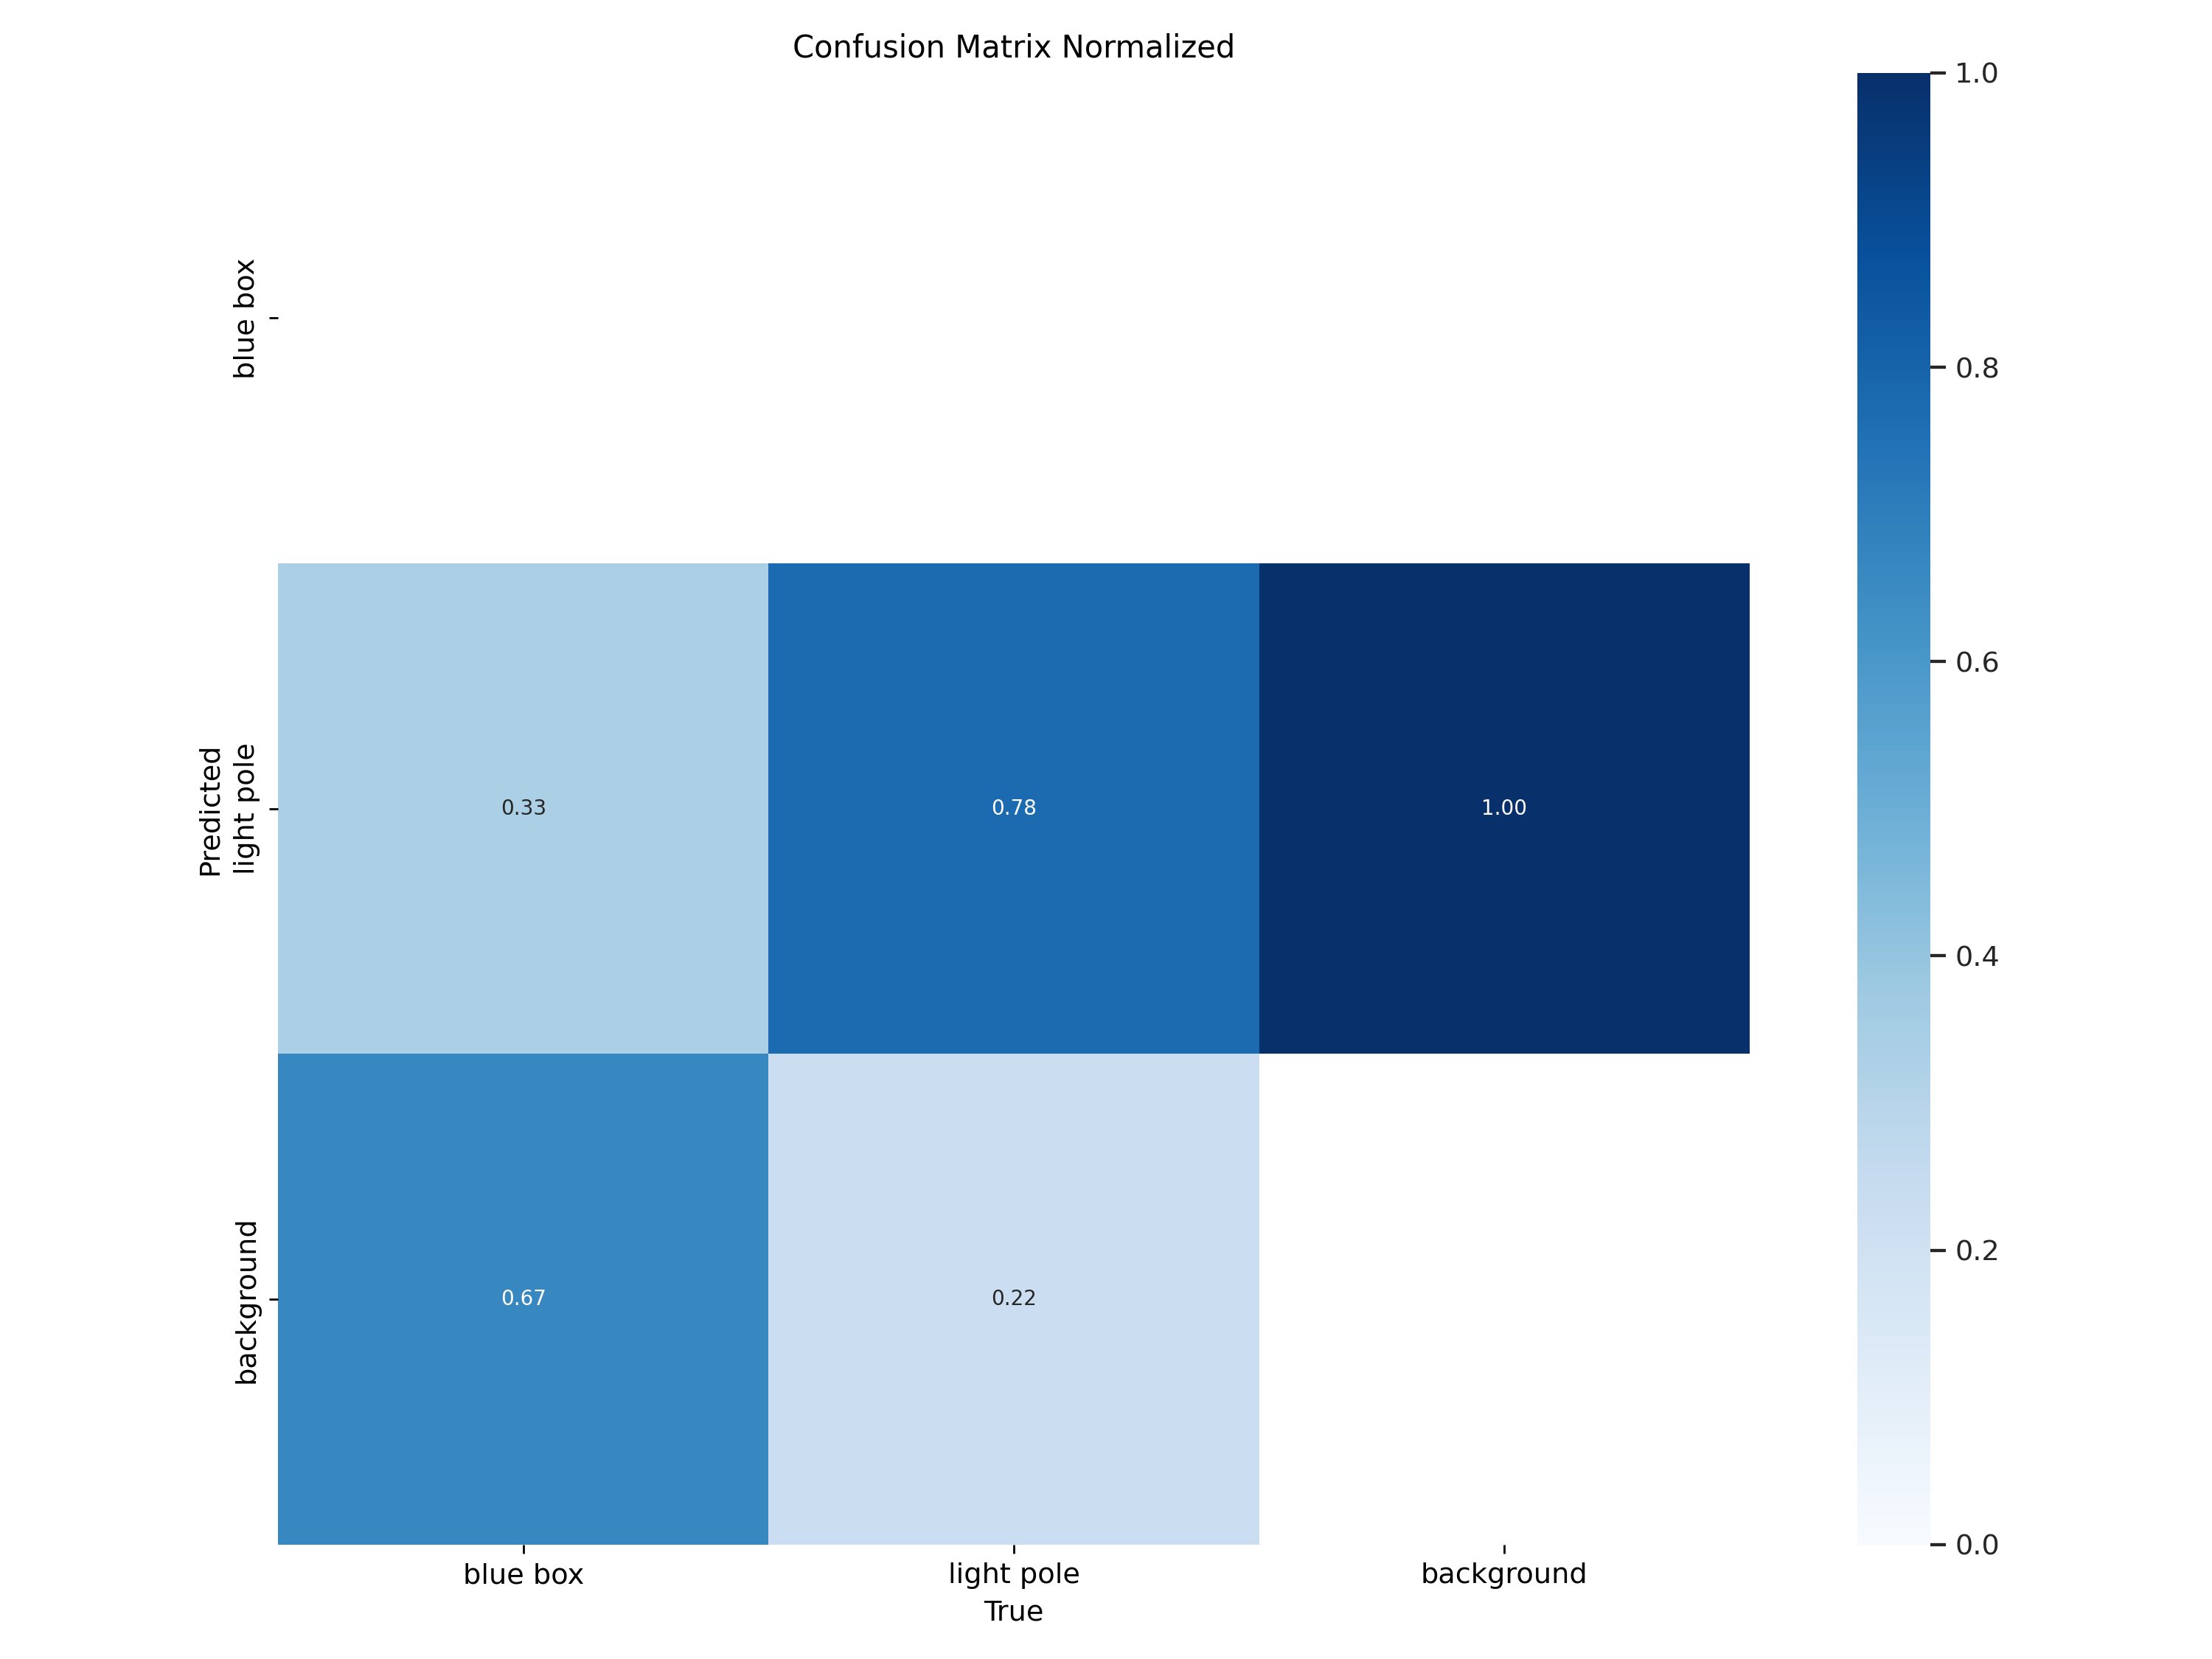 Confusion Matrix Normalized
blue box
Predicted
light pole
background
0.33
0.78
1.00
0.67
0.22
blue box
light pole
background
True
1.0
0.8
0.6
0.4
0.2
0.0